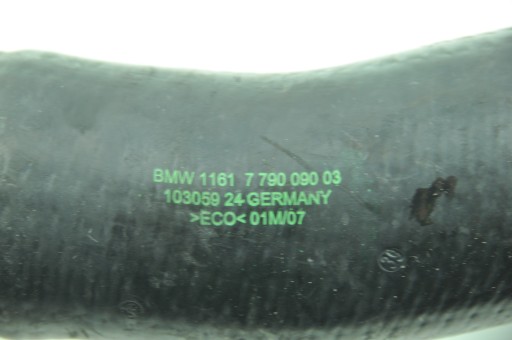 BMW 1161 7 790 090 03
103059 24 GERMANY
>ECO< 01M/07